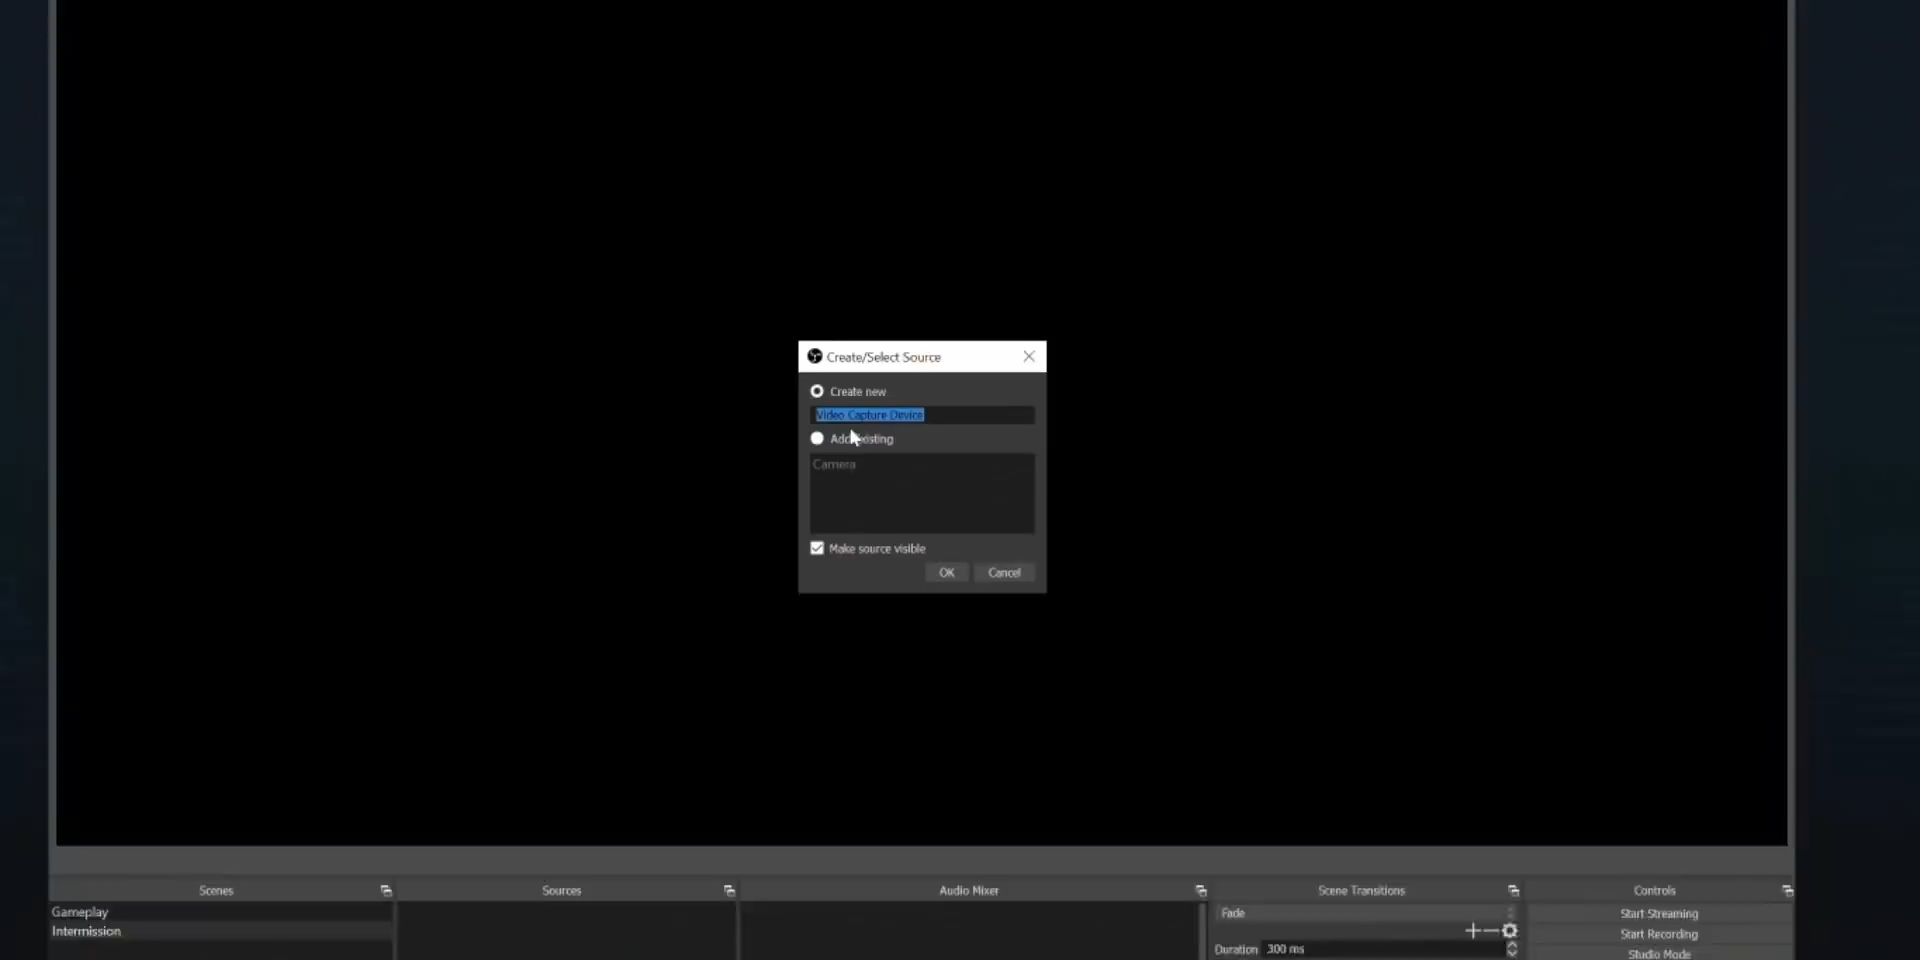 Create/Select Source
Create new
Video Capture Device
Add existing
Camera
Make source visible
OK Cancel
Scenes Sources Audio Mixer Scene Transitions Controls
Gameplay Fade Start Streaming
Intermission Start Recording
Duration 300 ms Studio Mode